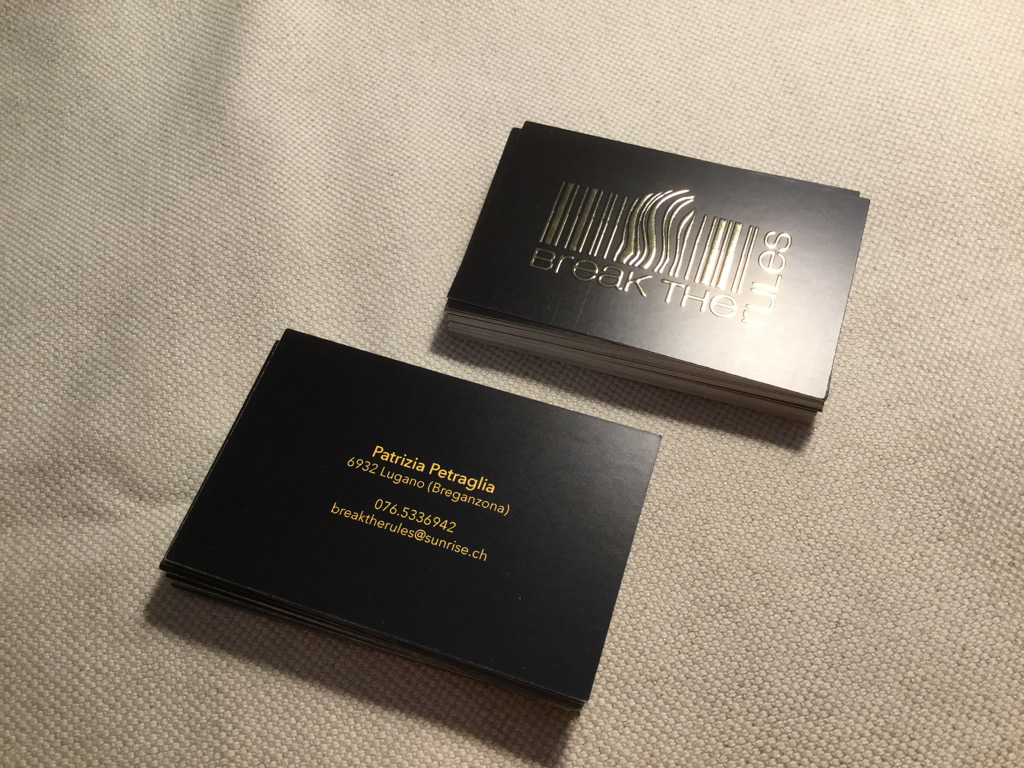 Break THE
rules
Patrizia Petraglia
6932 Lugano (Breganzona)
076.5336942
breaktherules@sunrise.ch